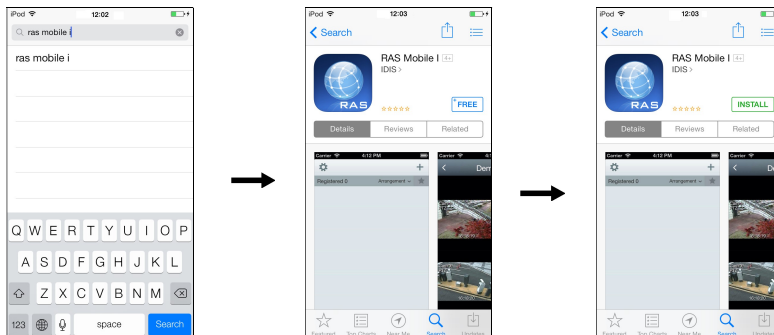 iPod 12:02
ras mobile i
ras mobile i
Q W E R T Y U I O P
A S D F G H J K L
Z X C V B N M
123 space Search
iPod 12:03
Search
RAS Mobile I 4+
IDIS >
RAS
+FREE
Details Reviews Related
Carrier 4:12 PM Carrier
Registered 0 Arrangement
Featured Top Charts Near Me Search Updates
iPod 12:03
Search
RAS Mobile I 4+
IDIS >
RAS
INSTALL
Details Reviews Related
Carrier 4:12 PM Carrier
Registered 0 Arrangement
Featured Top Charts Near Me Search Updates